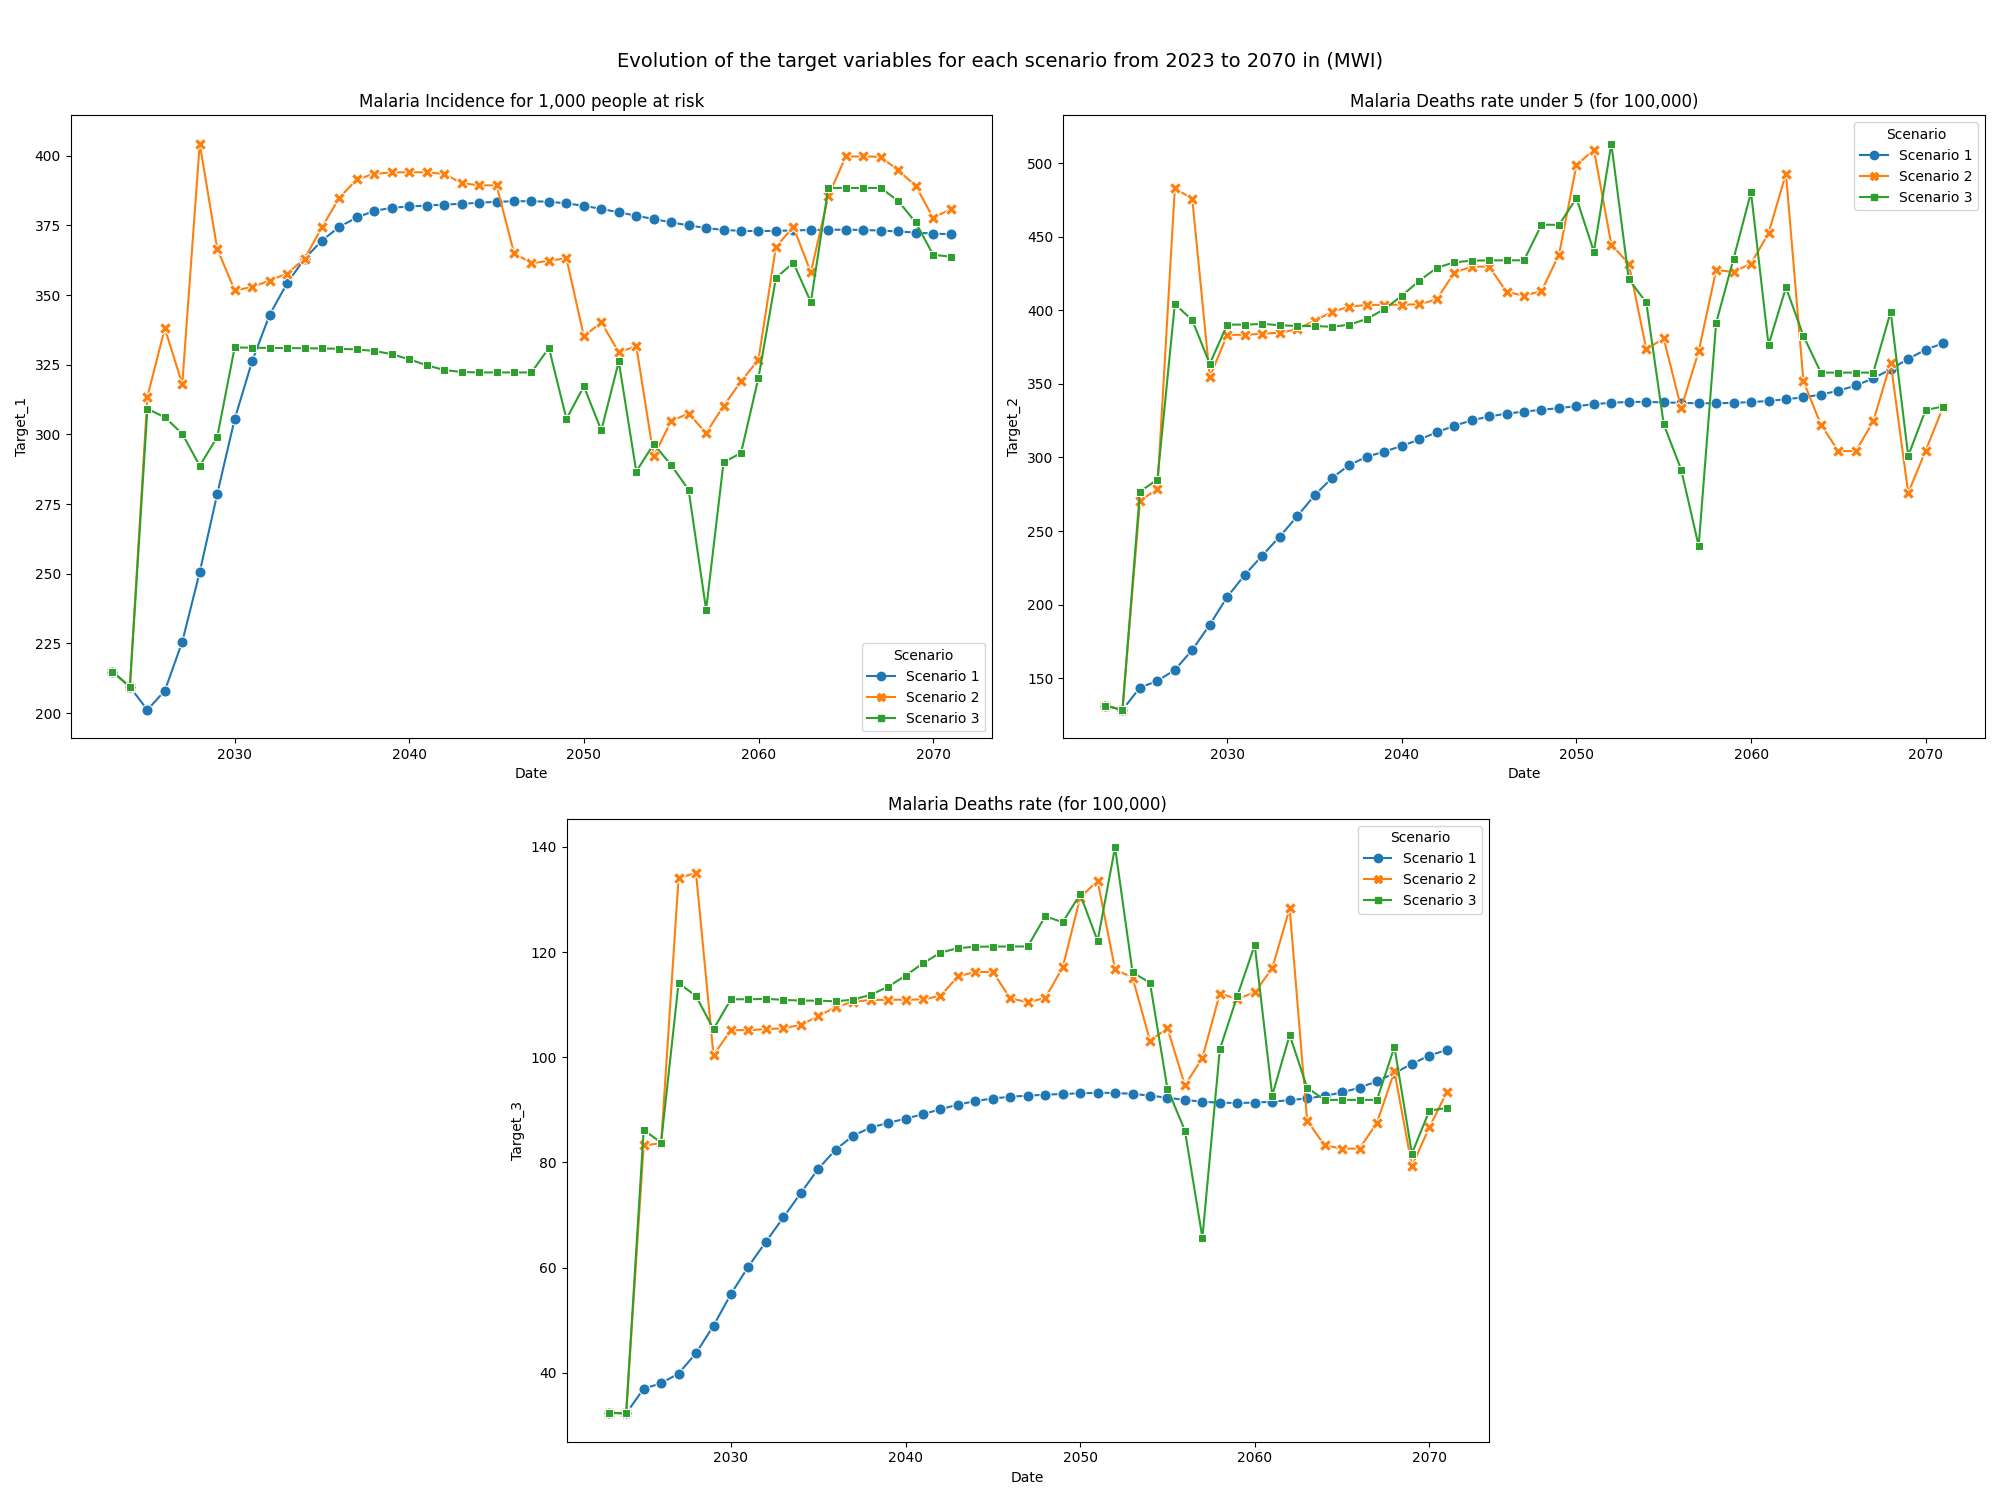 Evolution of the target variables for each scenario from 2023 to 2070 in (MWI)
Malaria Incidence for 1,000 people at risk
Target_1
400
375
350
325
300
275
250
225
200
2030
2040
2050
2060
2070
Date
Scenario
Scenario 1
Scenario 2
Scenario 3
Malaria Deaths rate under 5 (for 100,000)
Target_2
500
450
400
350
300
250
200
150
2030
2040
2050
2060
2070
Date
Scenario
Scenario 1
Scenario 2
Scenario 3
Malaria Deaths rate (for 100,000)
Target_3
140
120
100
80
60
40
2030
2040
2050
2060
2070
Date
Scenario
Scenario 1
Scenario 2
Scenario 3